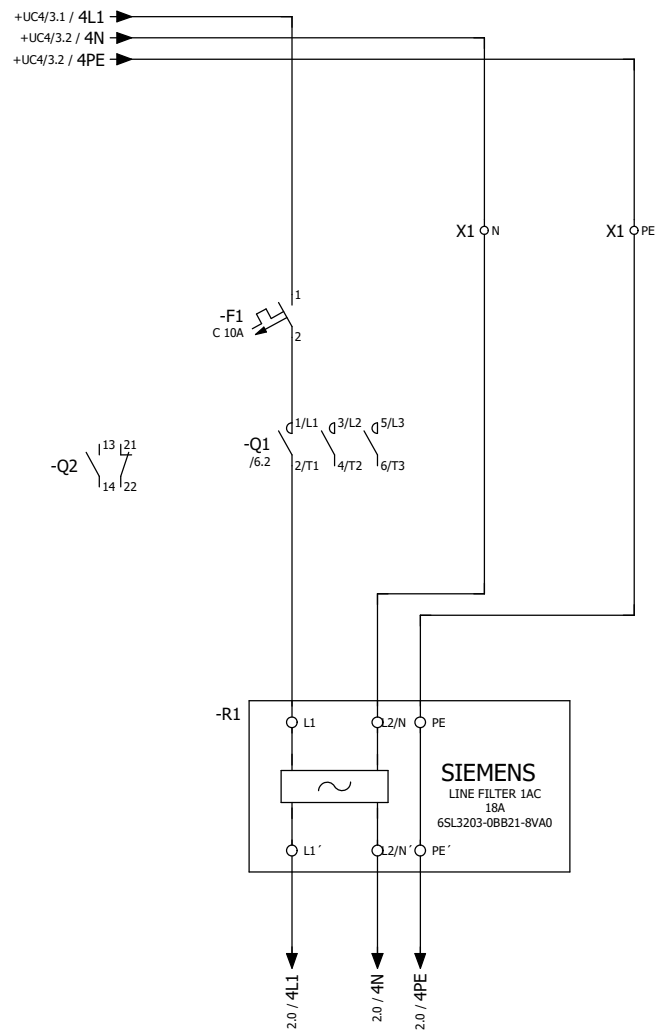 +UC4/3.1 / 4L1
+UC4/3.2 / 4N
+UC4/3.2 / 4PE
X1 N
X1 PE
1
-F1
C 10A
2
1/L1 3/L2 5/L3
-Q1
/6.2
2/T1 4/T2 6/T3
13 21
-Q2
14 22
-R1
L1 L2/N PE
SIEMENS
LINE FILTER 1AC
18A
6SL3203-0BB21-8VA0
L1´ L2/N´ PE´
2.0 / 4L1
2.0 / 4N
2.0 / 4PE